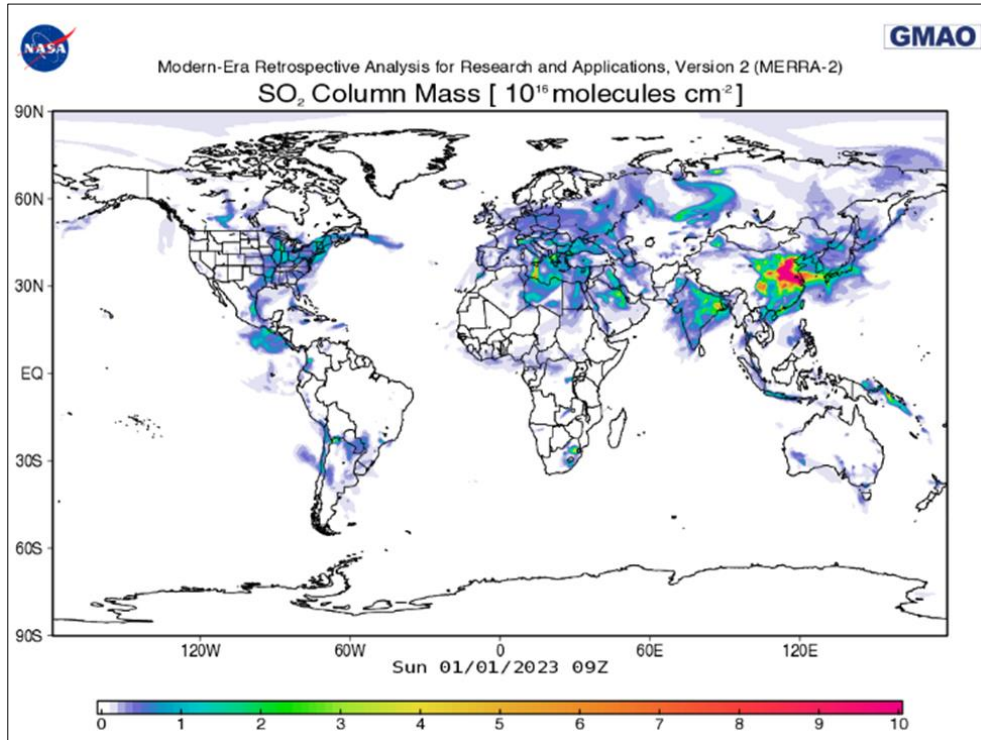 NASA
GMAO
Modern-Era Retrospective Analysis for Research and Applications, Version 2 (MERRA-2)
SO₂ Column Mass [ 10¹⁶ molecules cm⁻² ]
90N
60N
30N
EQ
30S
60S
90S
120W 60W 0 60E 120E
Sun 01/01/2023 09Z
0 1 2 3 4 5 6 7 8 9 10